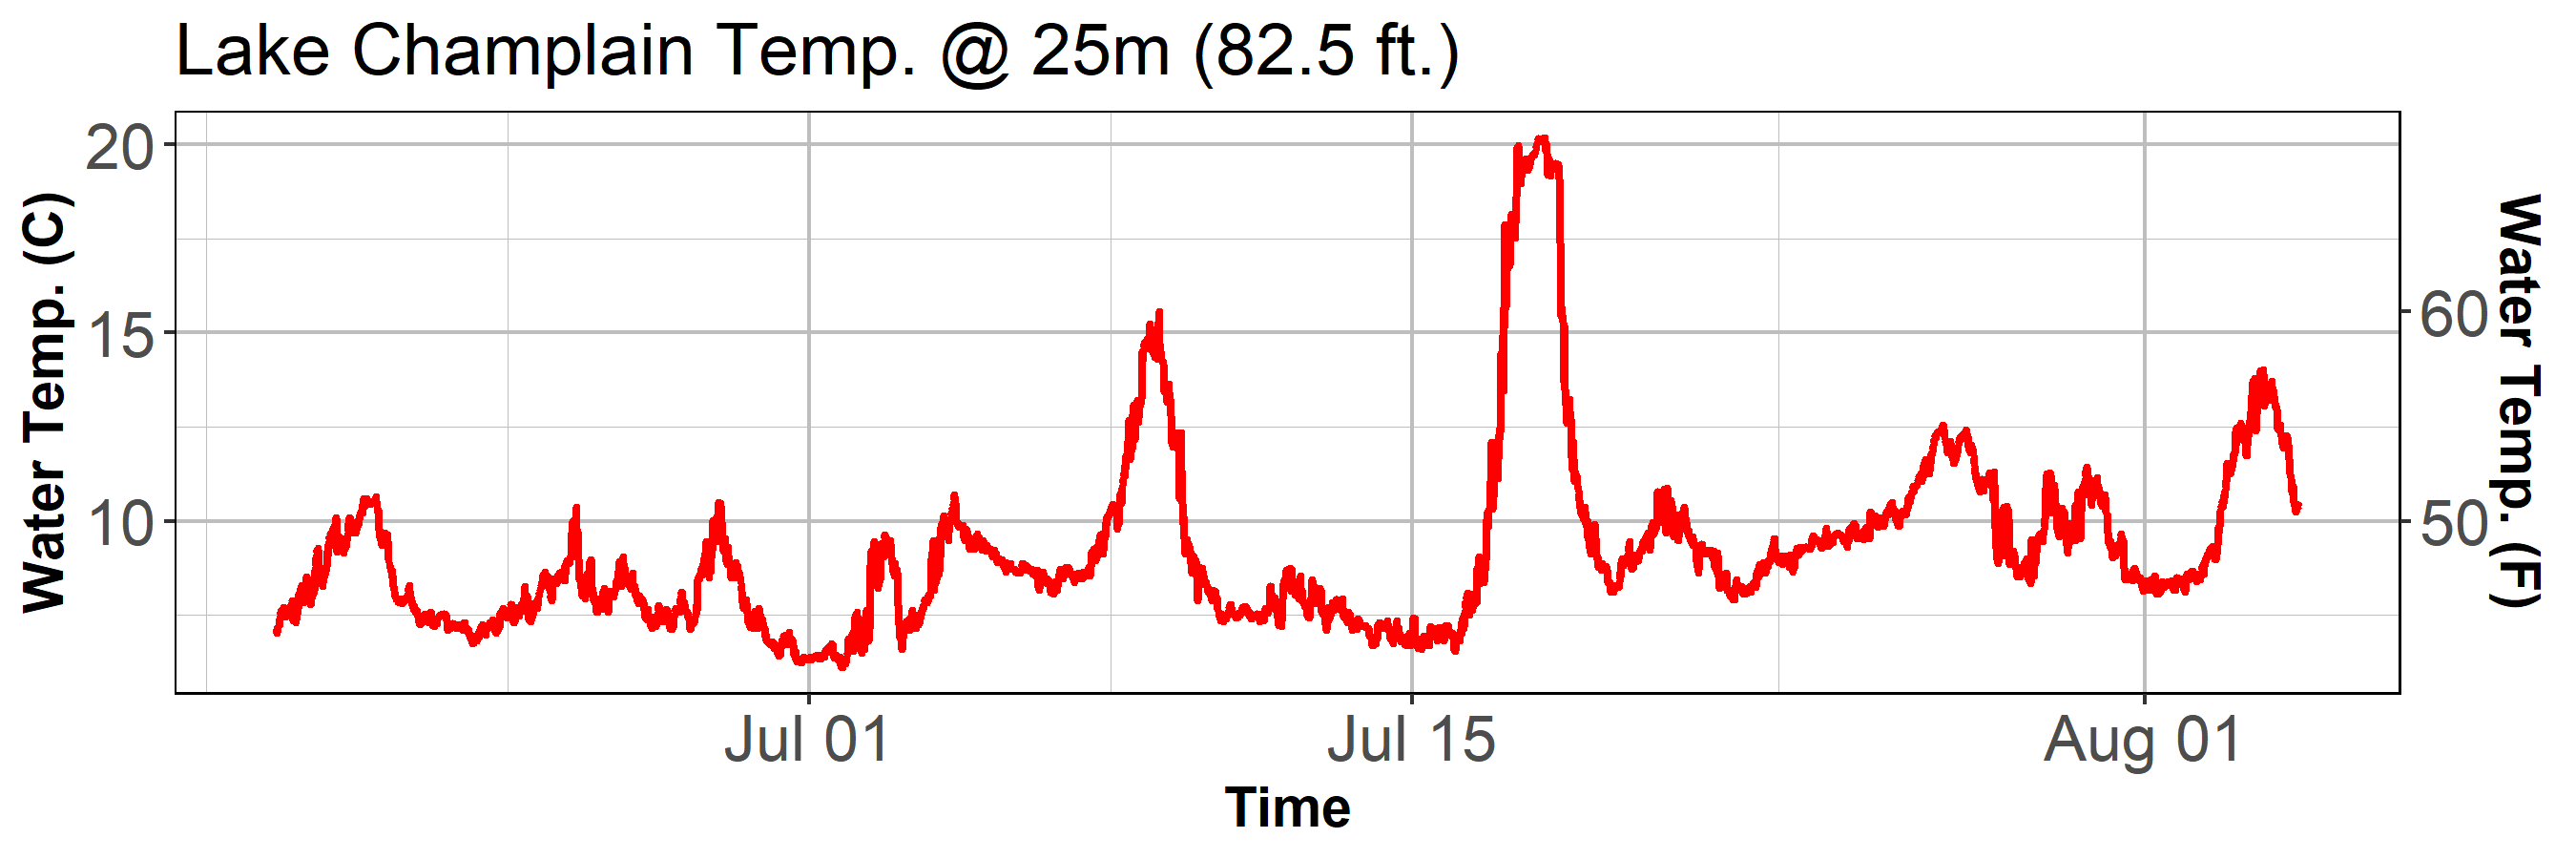 Lake Champlain Temp. @ 25m (82.5 ft.)
Water Temp. (C)
20
15
10
60
50
Water Temp. (F)
Jul 01
Jul 15
Aug 01
Time